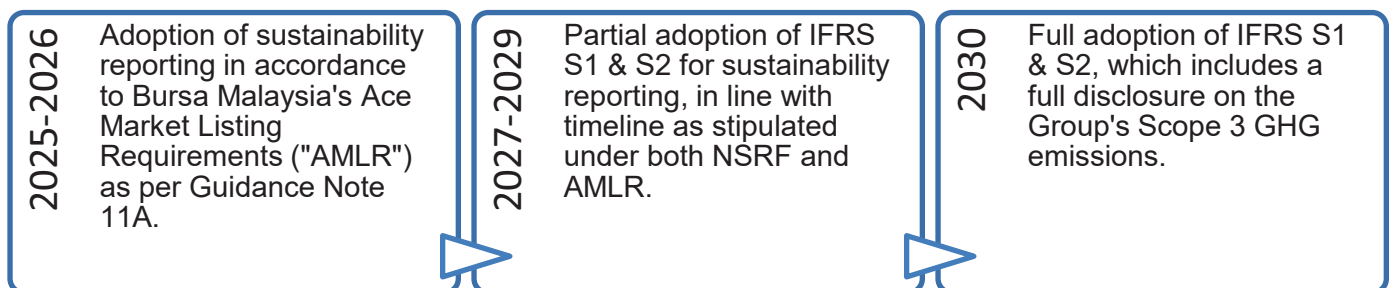 2025-2026
Adoption of sustainability
reporting in accordance
to Bursa Malaysia's Ace
Market Listing
Requirements ("AMLR")
as per Guidance Note
11A.
2027-2029
Partial adoption of IFRS
S1 & S2 for sustainability
reporting, in line with
timeline as stipulated
under both NSRF and
AMLR.
2030
Full adoption of IFRS S1
& S2, which includes a
full disclosure on the
Group's Scope 3 GHG
emissions.